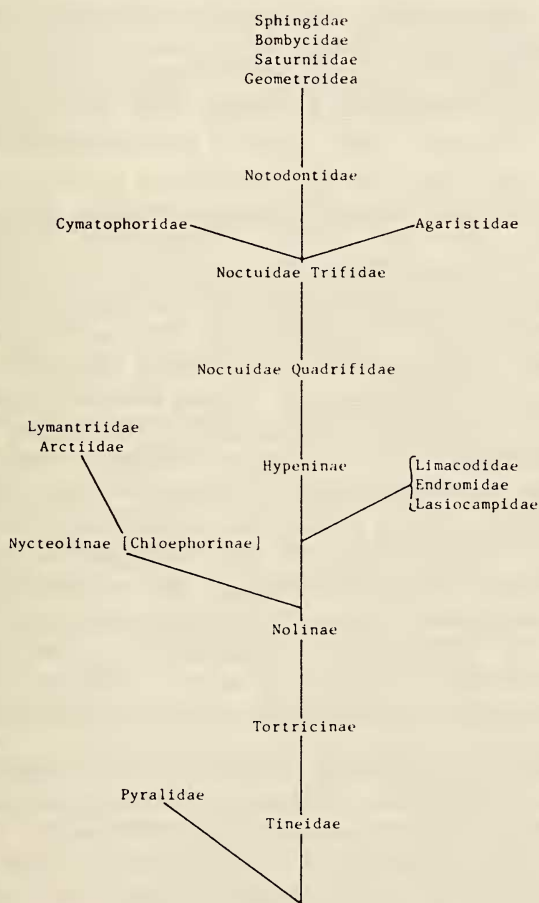 Sphingidae
Bombycidae
Saturniidae
Geometroidea
Notodontidae
Cymatophoridae
Agaristidae
Noctuidae Trifidae
Noctuidae Quadrifidae
Lymantriidae
Arctiidae
Hypeninae
Limacodidae
Endromidae
Lasiocampidae
Nycteolinae [Chloephorinae]
Nolinae
Tortricinae
Pyralidae
Tineidae